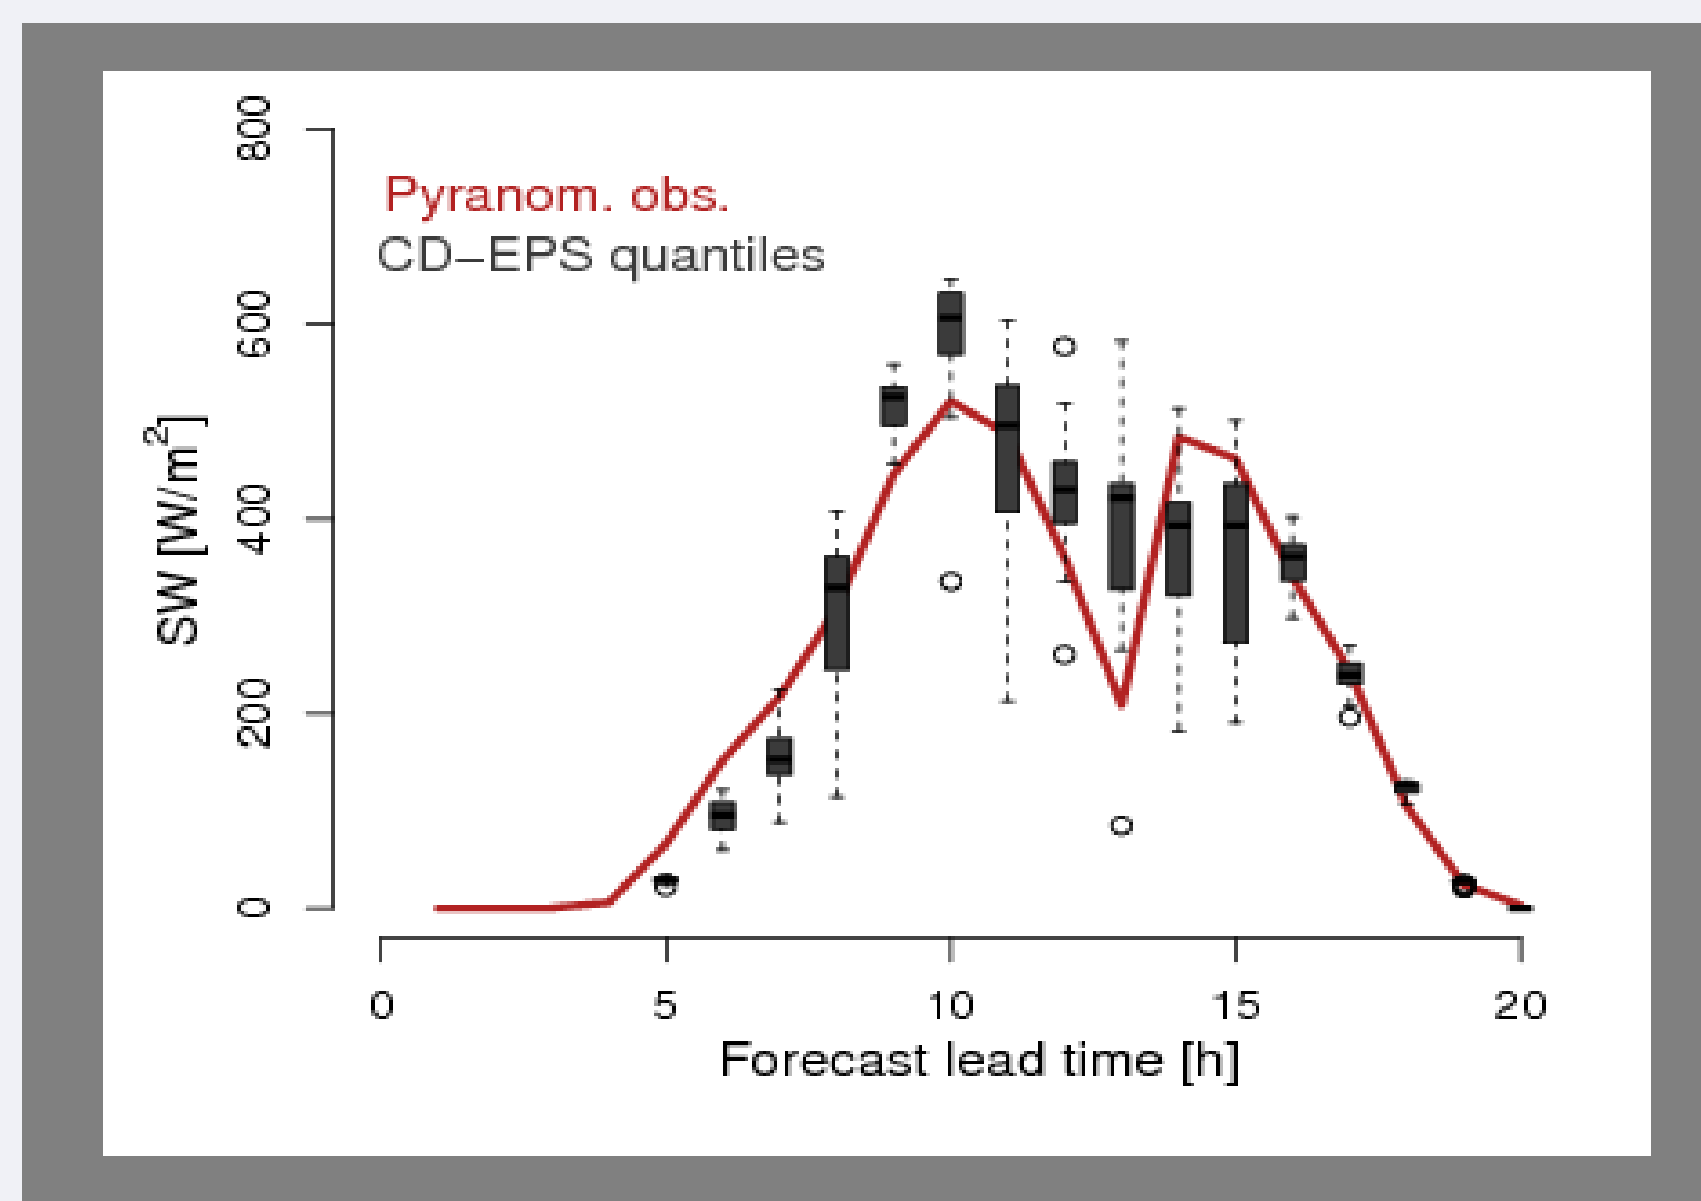 Pyranom. obs.
CD−EPS quantiles
SW [W/m²]
800
600
400
200
0
0 5 10 15 20
Forecast lead time [h]